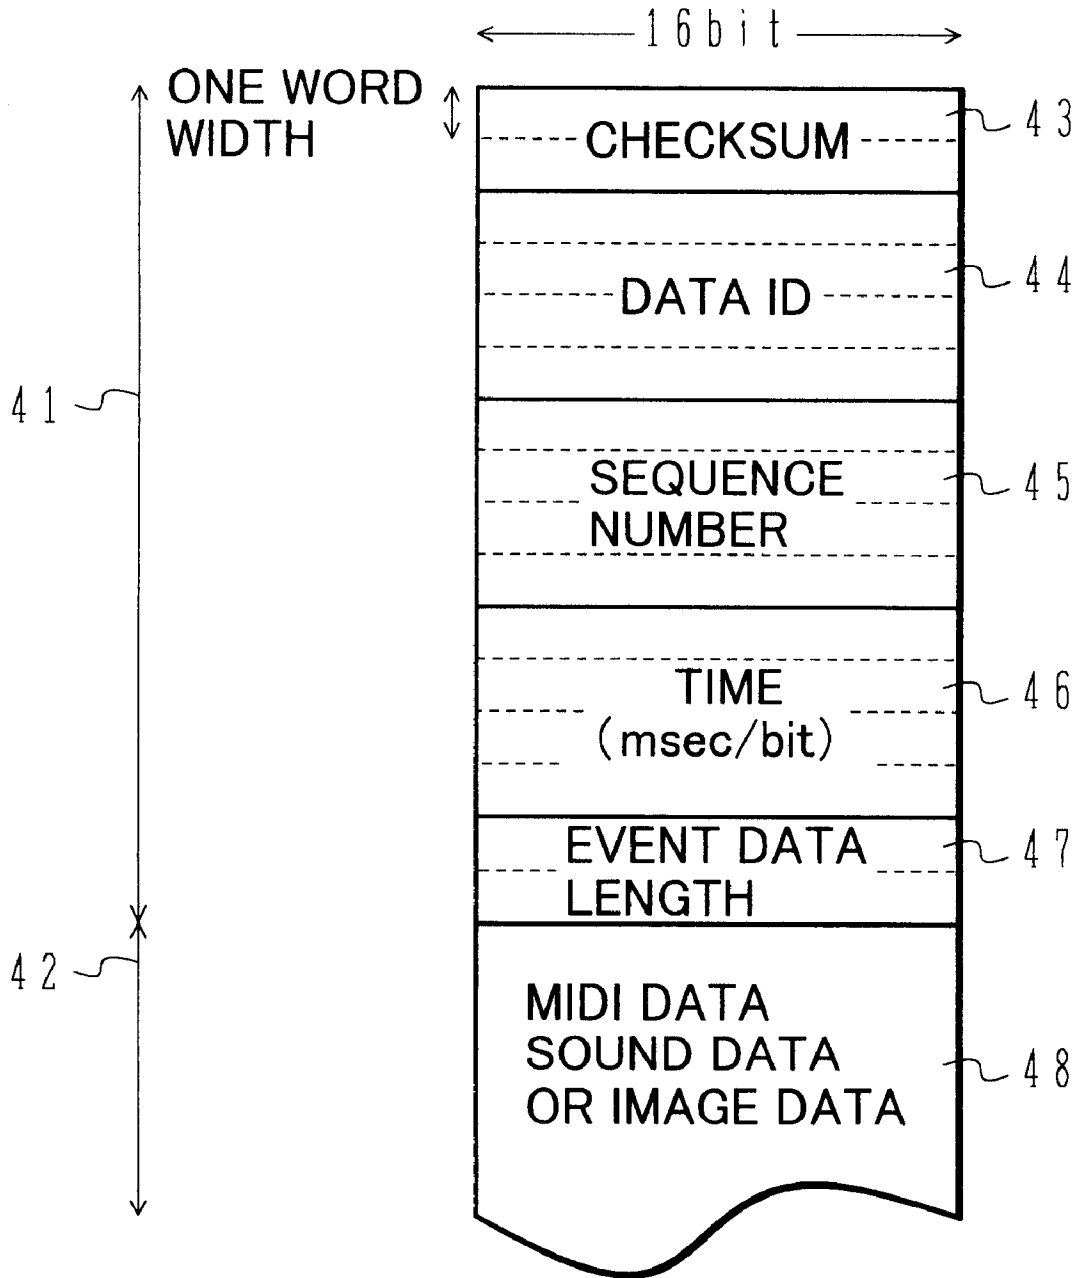 16bit
ONE WORD
WIDTH
CHECKSUM
43
DATA ID
44
41
SEQUENCE
NUMBER
45
TIME
(msec/bit)
46
EVENT DATA
LENGTH
47
42
MIDI DATA
SOUND DATA
OR IMAGE DATA
48